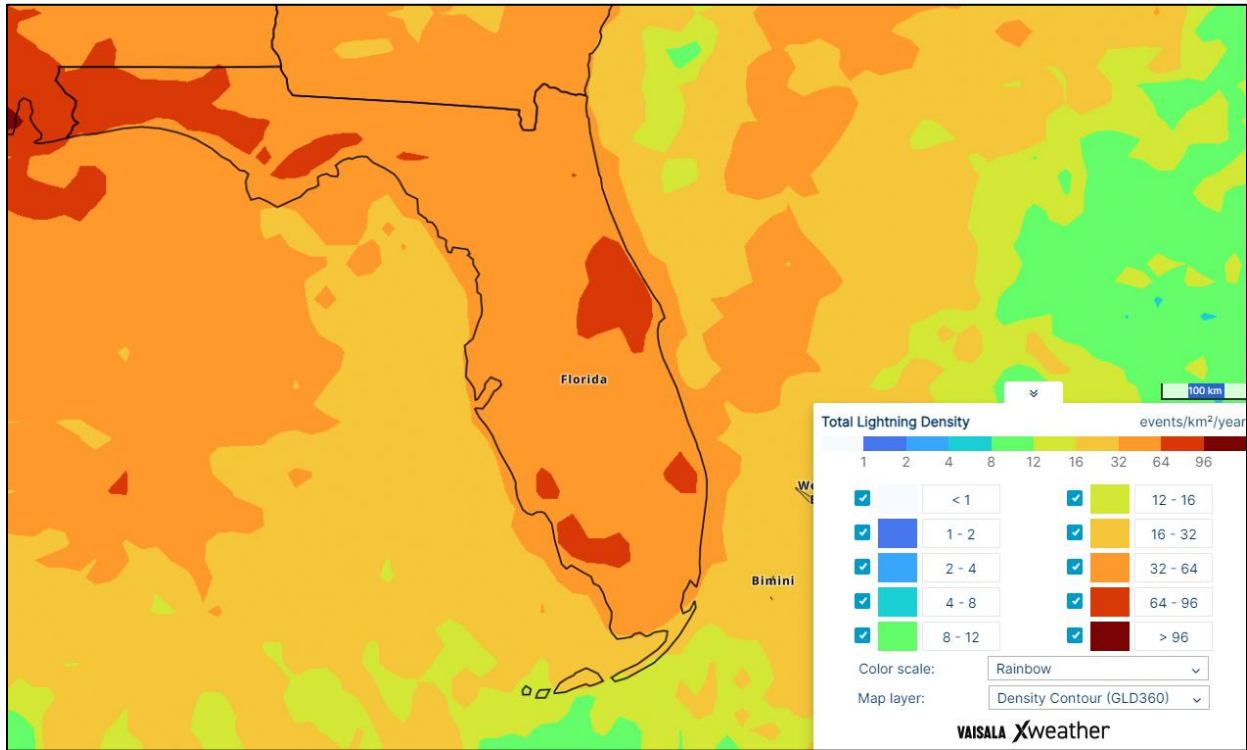 Florida
100 km
Total Lightning Density events/km²/year
1 2 4 8 12 16 32 64 96
We
Bimini
< 1 12 - 16
1 - 2 16 - 32
2 - 4 32 - 64
4 - 8 64 - 96
8 - 12 > 96
Color scale: Rainbow
Map layer: Density Contour (GLD360)
VAISALA Xweather